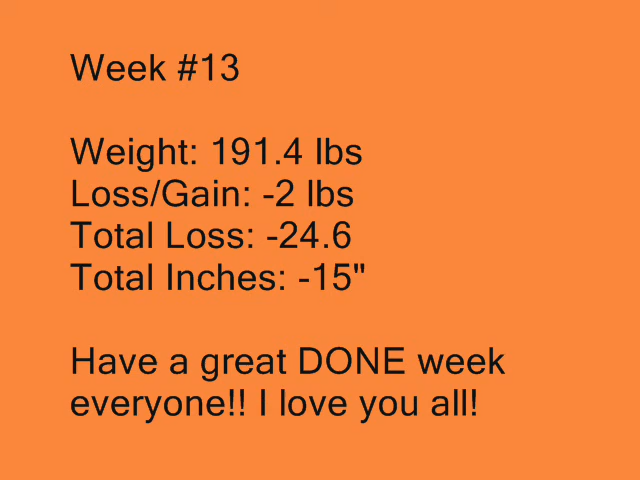 Week #13
Weight: 191.4 lbs
Loss/Gain: -2 lbs
Total Loss: -24.6
Total Inches: -15"
Have a great DONE week
everyone!! I love you all!